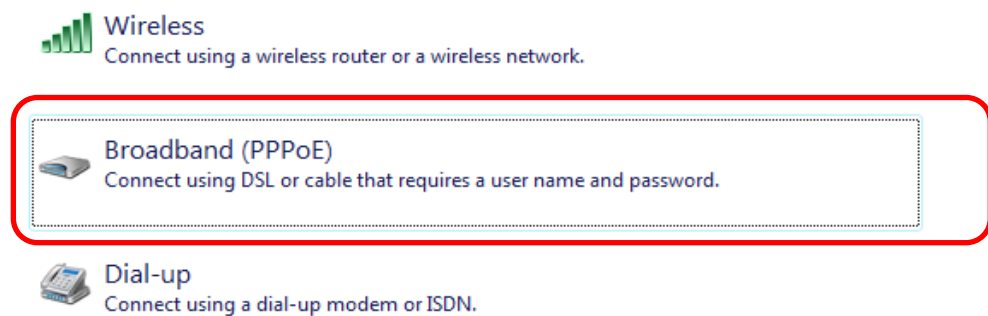 Wireless
Connect using a wireless router or a wireless network.
Broadband (PPPoE)
Connect using DSL or cable that requires a user name and password.
Dial-up
Connect using a dial-up modem or ISDN.